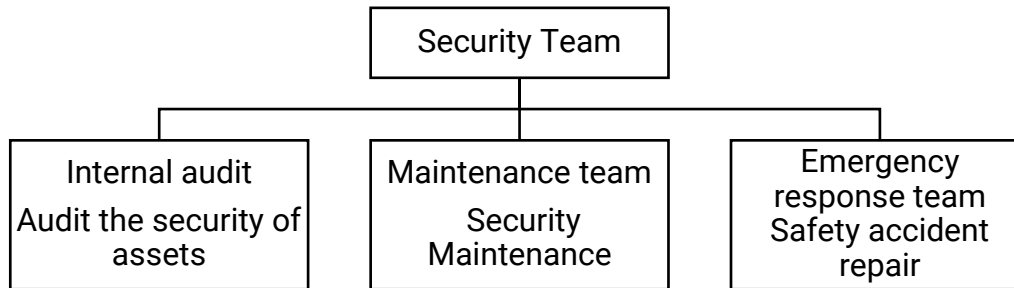 Security Team
Internal audit
Audit the security of
assets
Maintenance team
Security
Maintenance
Emergency
response team
Safety accident
repair